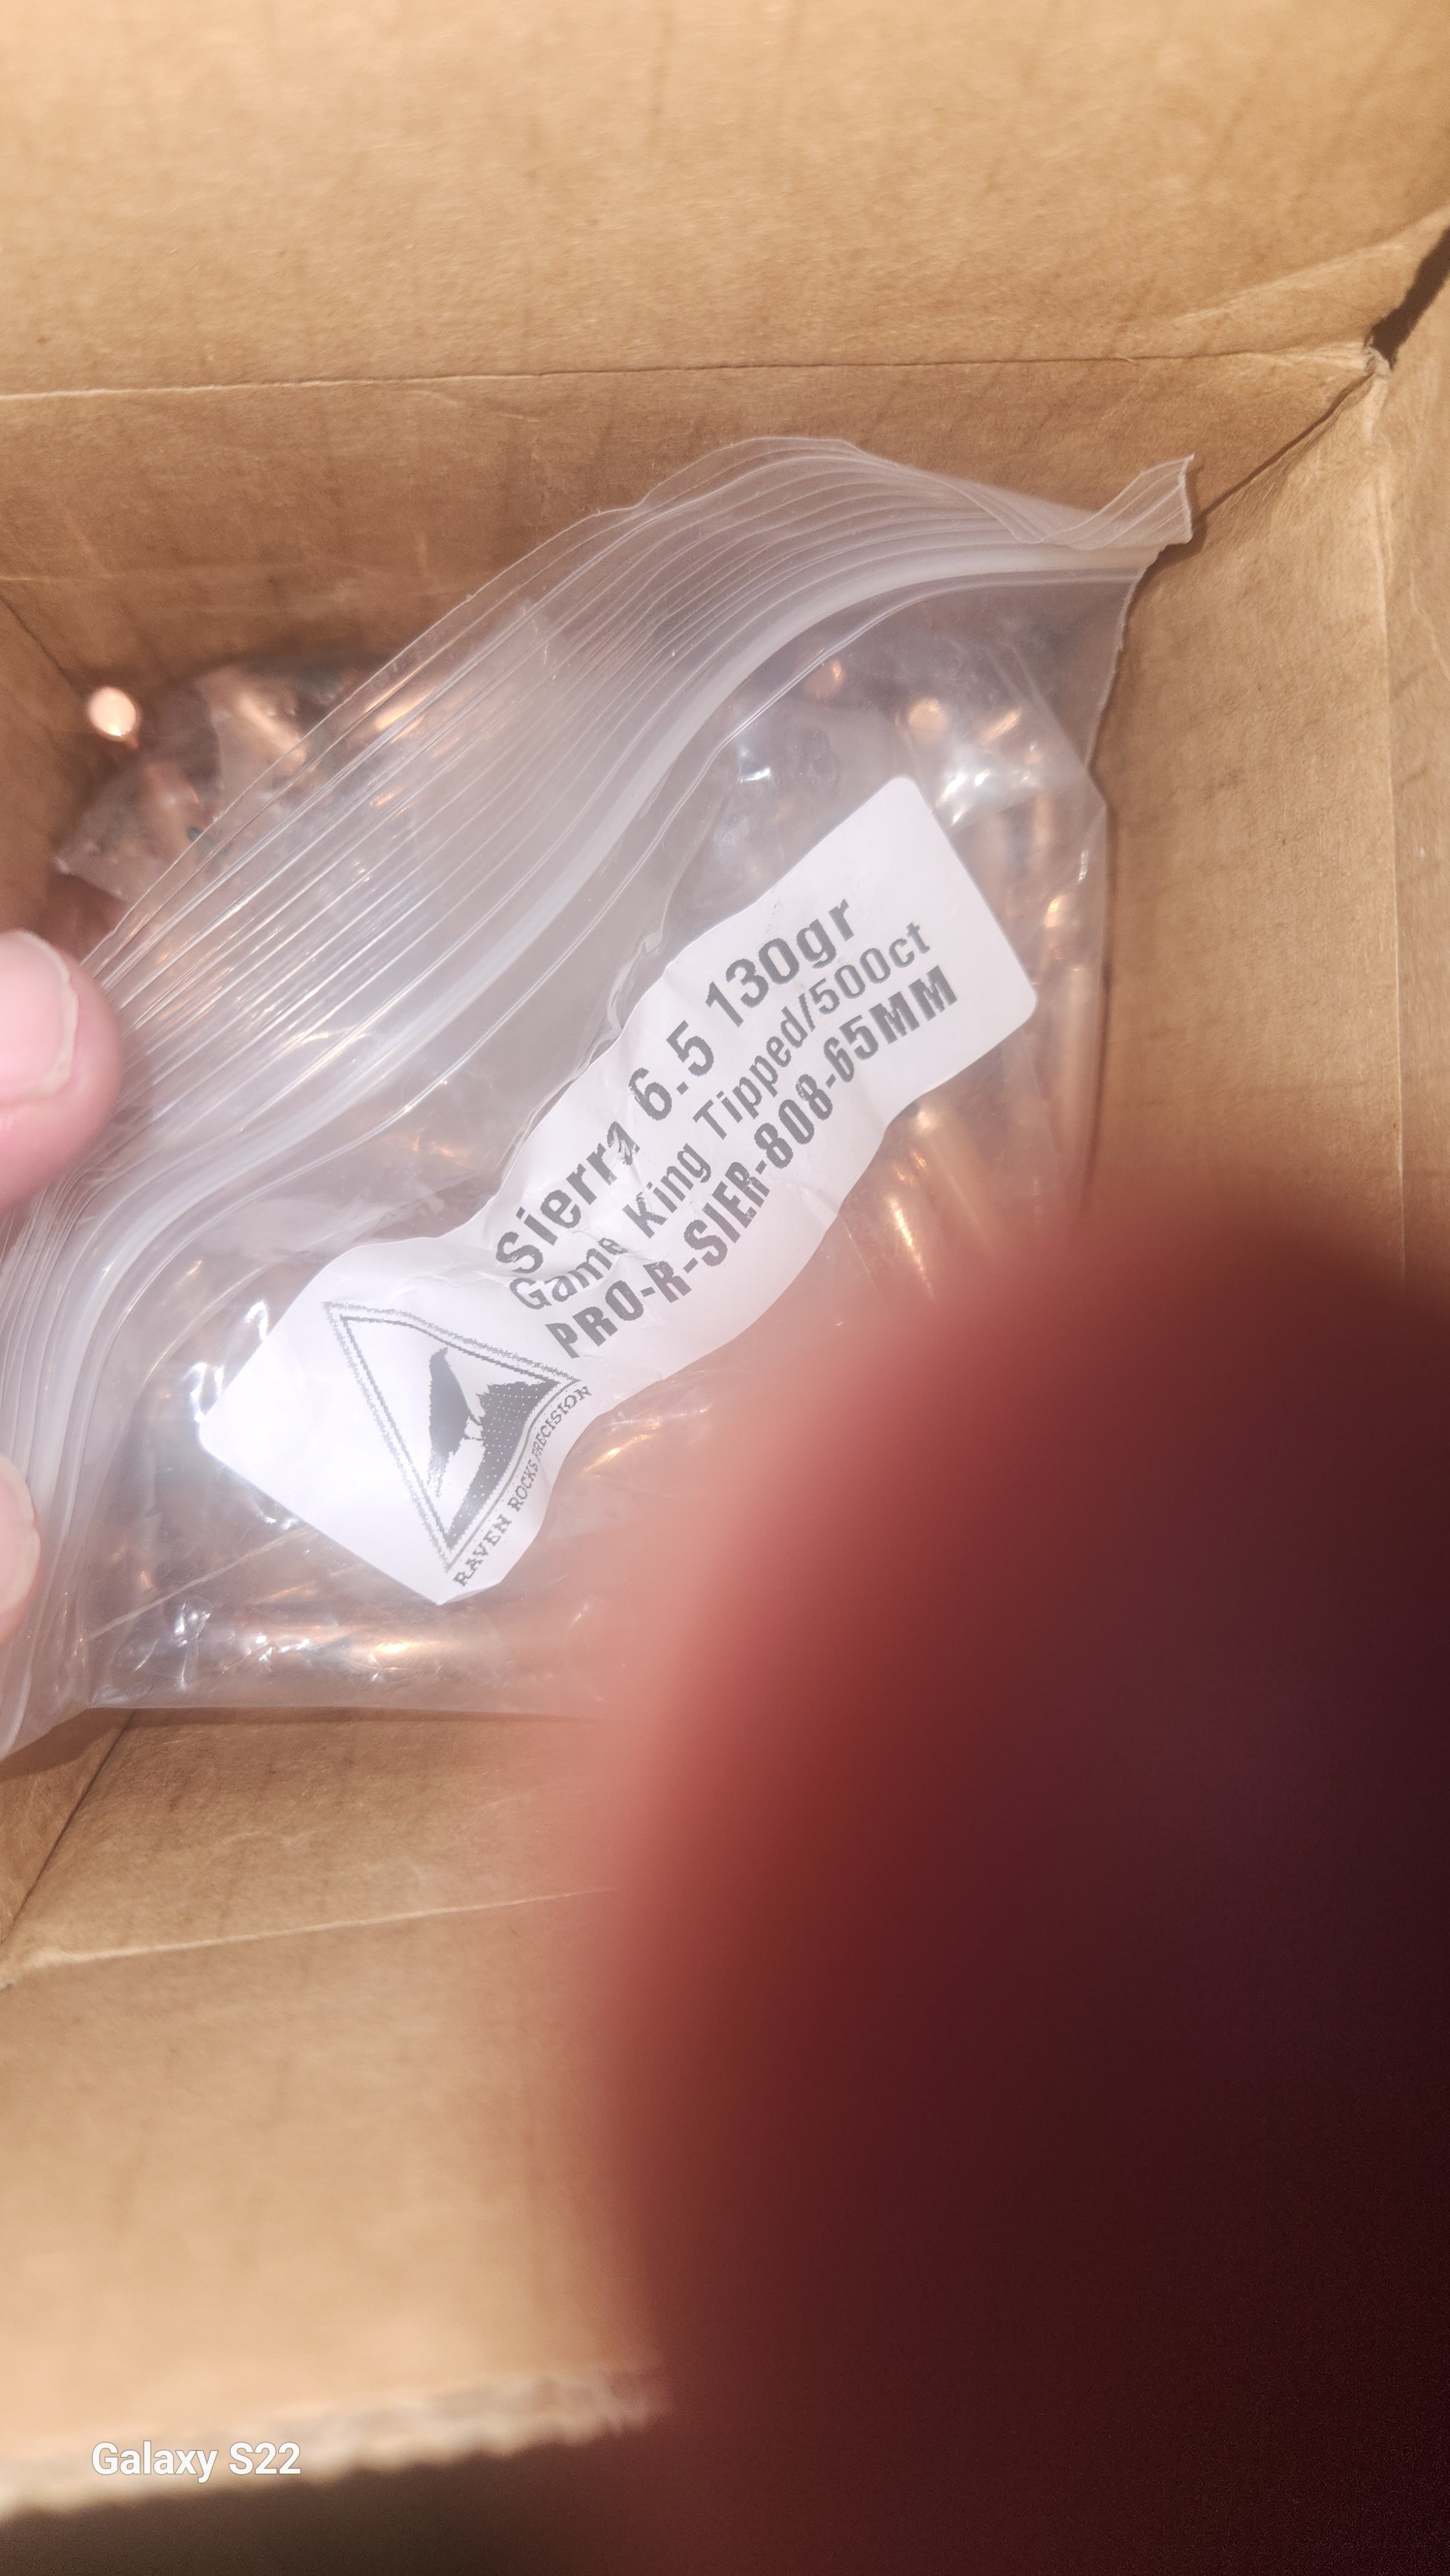 Sierra 6.5 130gr
Game King Tipped/500ct
PRO-R-SIER-808-65MM
RAVEN ROCKS PRECISION
Galaxy S22